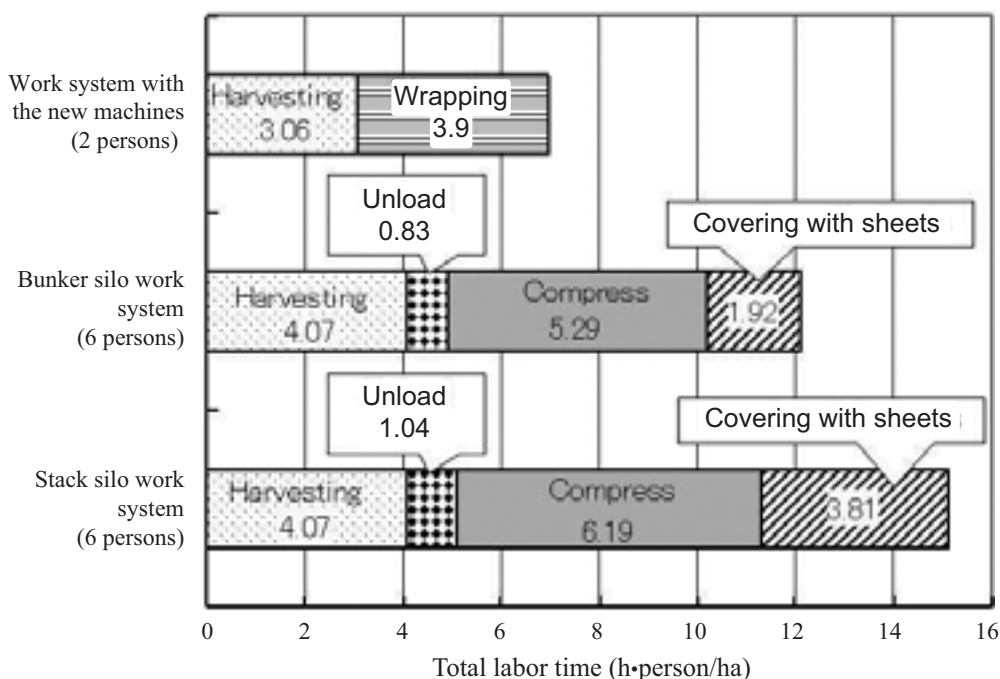 Work system with
the new machines
(2 persons)
Harvesting
3.06
Wrapping
3.9
Unload
0.83
Covering with sheets
Bunker silo work
system
(6 persons)
Harvesting
4.07
Compress
5.29
1.92
Unload
1.04
Covering with sheets
Stack silo work
system
(6 persons)
Harvesting
4.07
Compress
6.19
3.81
0 2 4 6 8 10 12 14 16
Total labor time (h•person/ha)